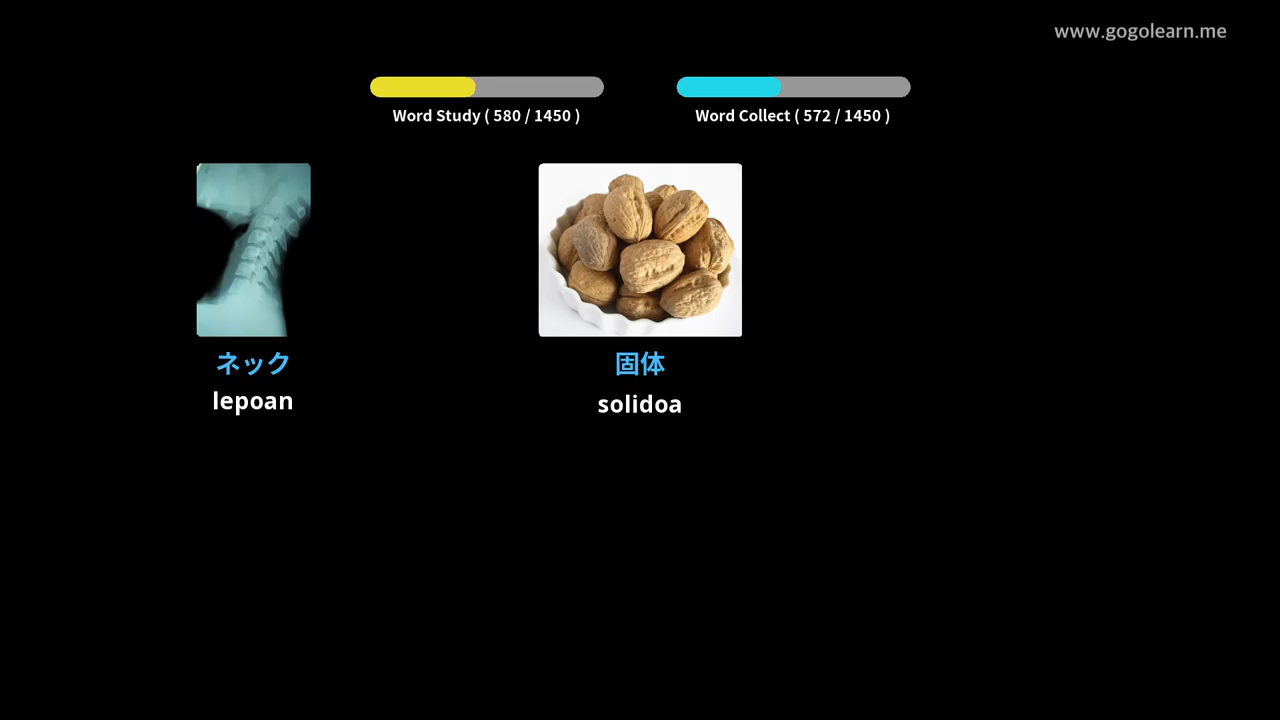 www.gogolearn.me
Word Study ( 580 / 1450 )
Word Collect ( 572 / 1450 )
ネック
lepoan
固体
solidoa